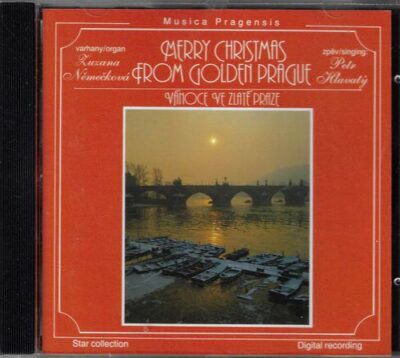 Musica Pragensis
varhany/organ
Zuzana
Němečková
MERRY CHRISTMAS
FROM GOLDEN PRAGUE
VÁNOCE VE ZLATÉ PRAZE
zpěv/singing
Petr
Hlavatý
Star collection
Digital recording